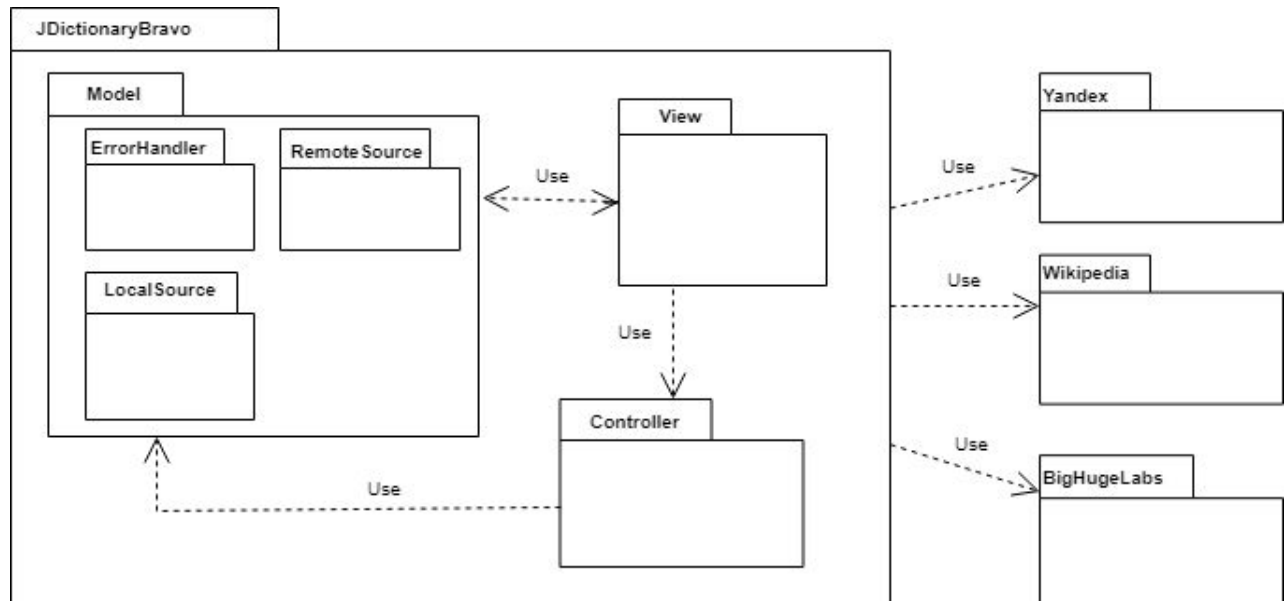 JDictionaryBravo
Model
ErrorHandler
RemoteSource
LocalSource
View
Use
Use
Controller
Use
Yandex
Use
Wikipedia
Use
BigHugeLabs
Use